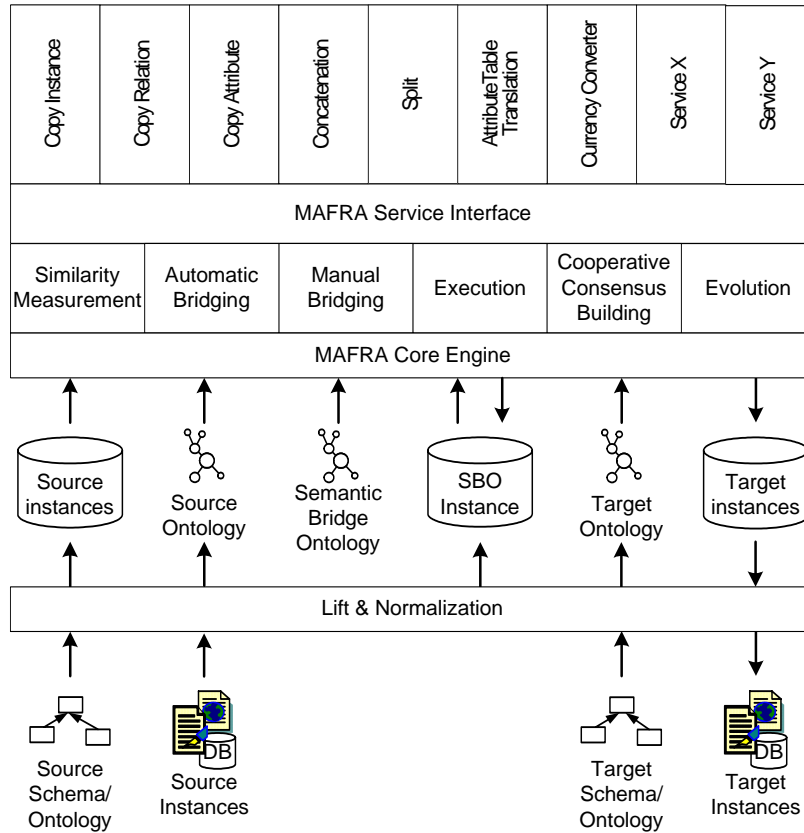 Copy Instance
Copy Relation
Copy Attribute
Concatenation
Split
AttributeTable
Translation
Currency Converter
Service X
Service Y
MAFRA Service Interface
Similarity
Measurement
Automatic
Bridging
Manual
Bridging
Execution
Cooperative
Consensus
Building
Evolution
MAFRA Core Engine
Source
instances
Source
Ontology
Semantic
Bridge
Ontology
SBO
Instance
Target
Ontology
Target
instances
Lift & Normalization
Source
Schema/
Ontology
DB
Source
Instances
Target
Schema/
Ontology
DB
Target
Instances